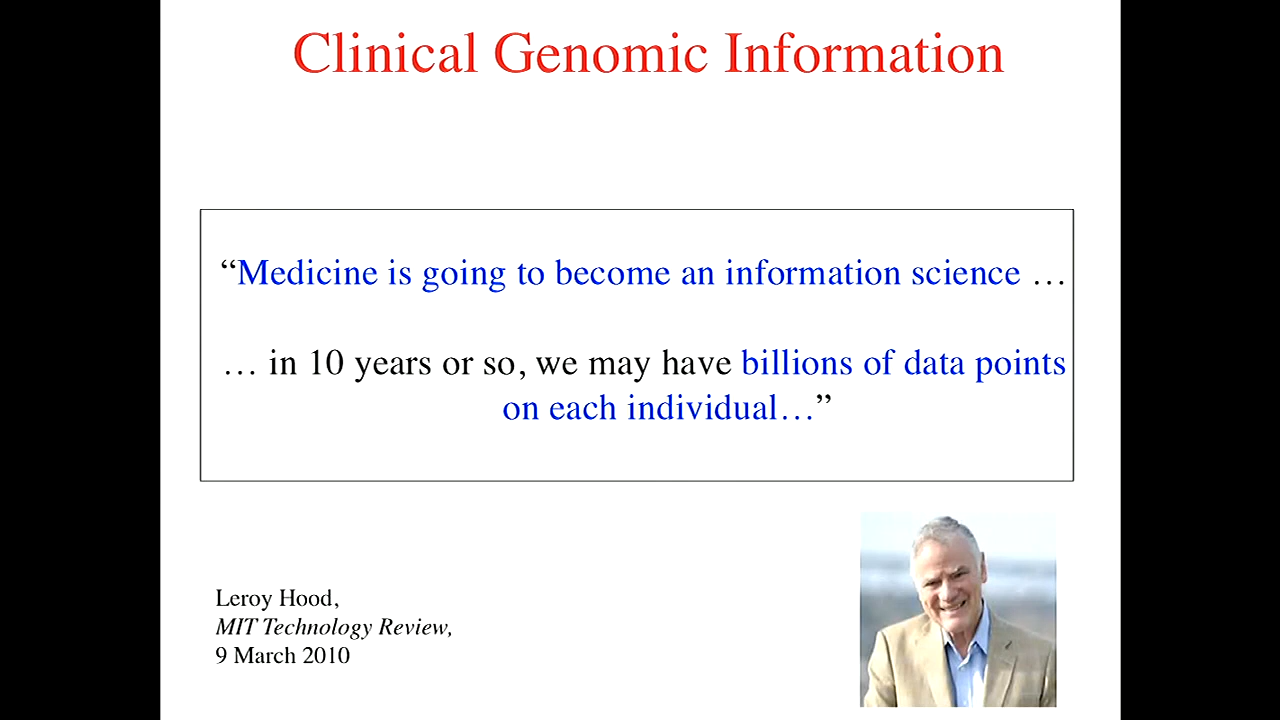 Clinical Genomic Information
“Medicine is going to become an information science …
… in 10 years or so, we may have billions of data points
on each individual…”
Leroy Hood,
MIT Technology Review,
9 March 2010